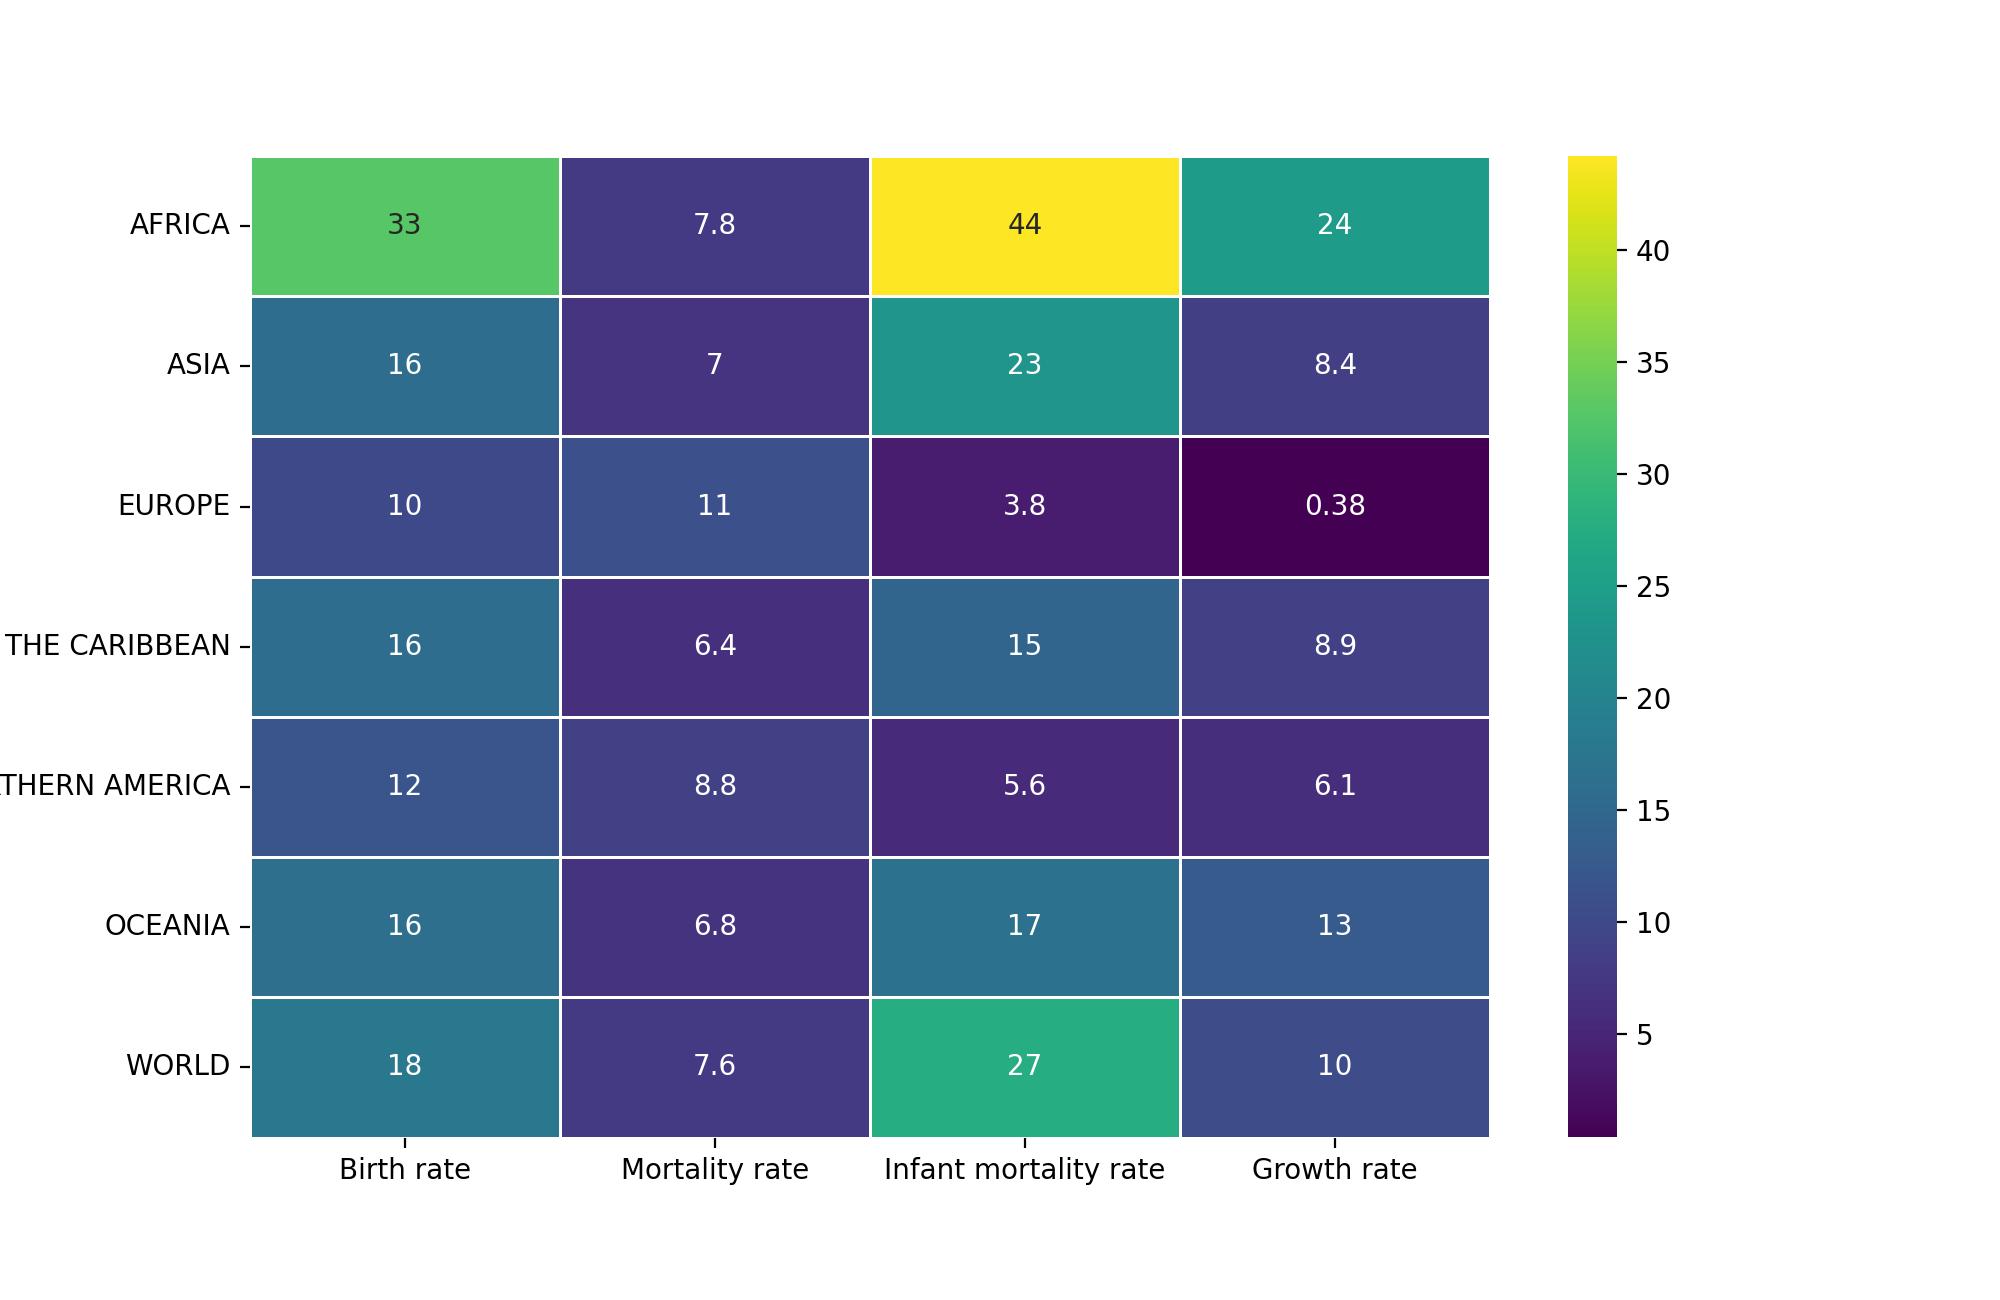 AFRICA 33 7.8 44 24
ASIA 16 7 23 8.4
EUROPE 10 11 3.8 0.38
THE CARIBBEAN 16 6.4 15 8.9
THERN AMERICA 12 8.8 5.6 6.1
OCEANIA 16 6.8 17 13
WORLD 18 7.6 27 10
Birth rate Mortality rate Infant mortality rate Growth rate
40
35
30
25
20
15
10
5